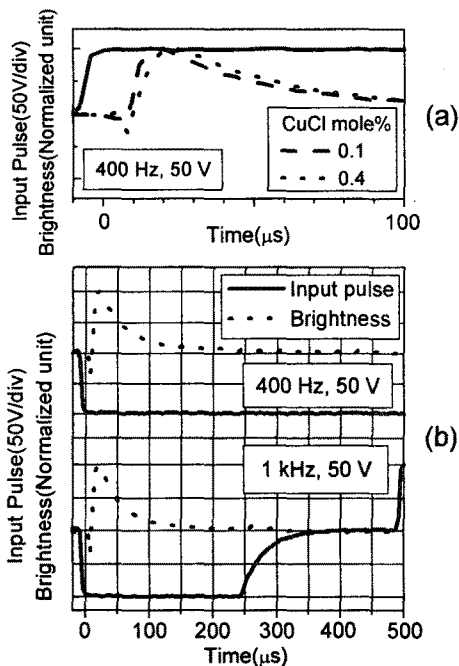 Input Pulse(50V/div)
Brightness(Normalized unit)
400 Hz, 50 V
CuCl mole%
0.1
0.4
(a)
0
100
Time(μs)
Input Pulse(50V/div)
Brightness(Normalized unit)
Input pulse
Brightness
400 Hz, 50 V
(b)
1 kHz, 50 V
0
100
200
300
400
500
Time(μs)